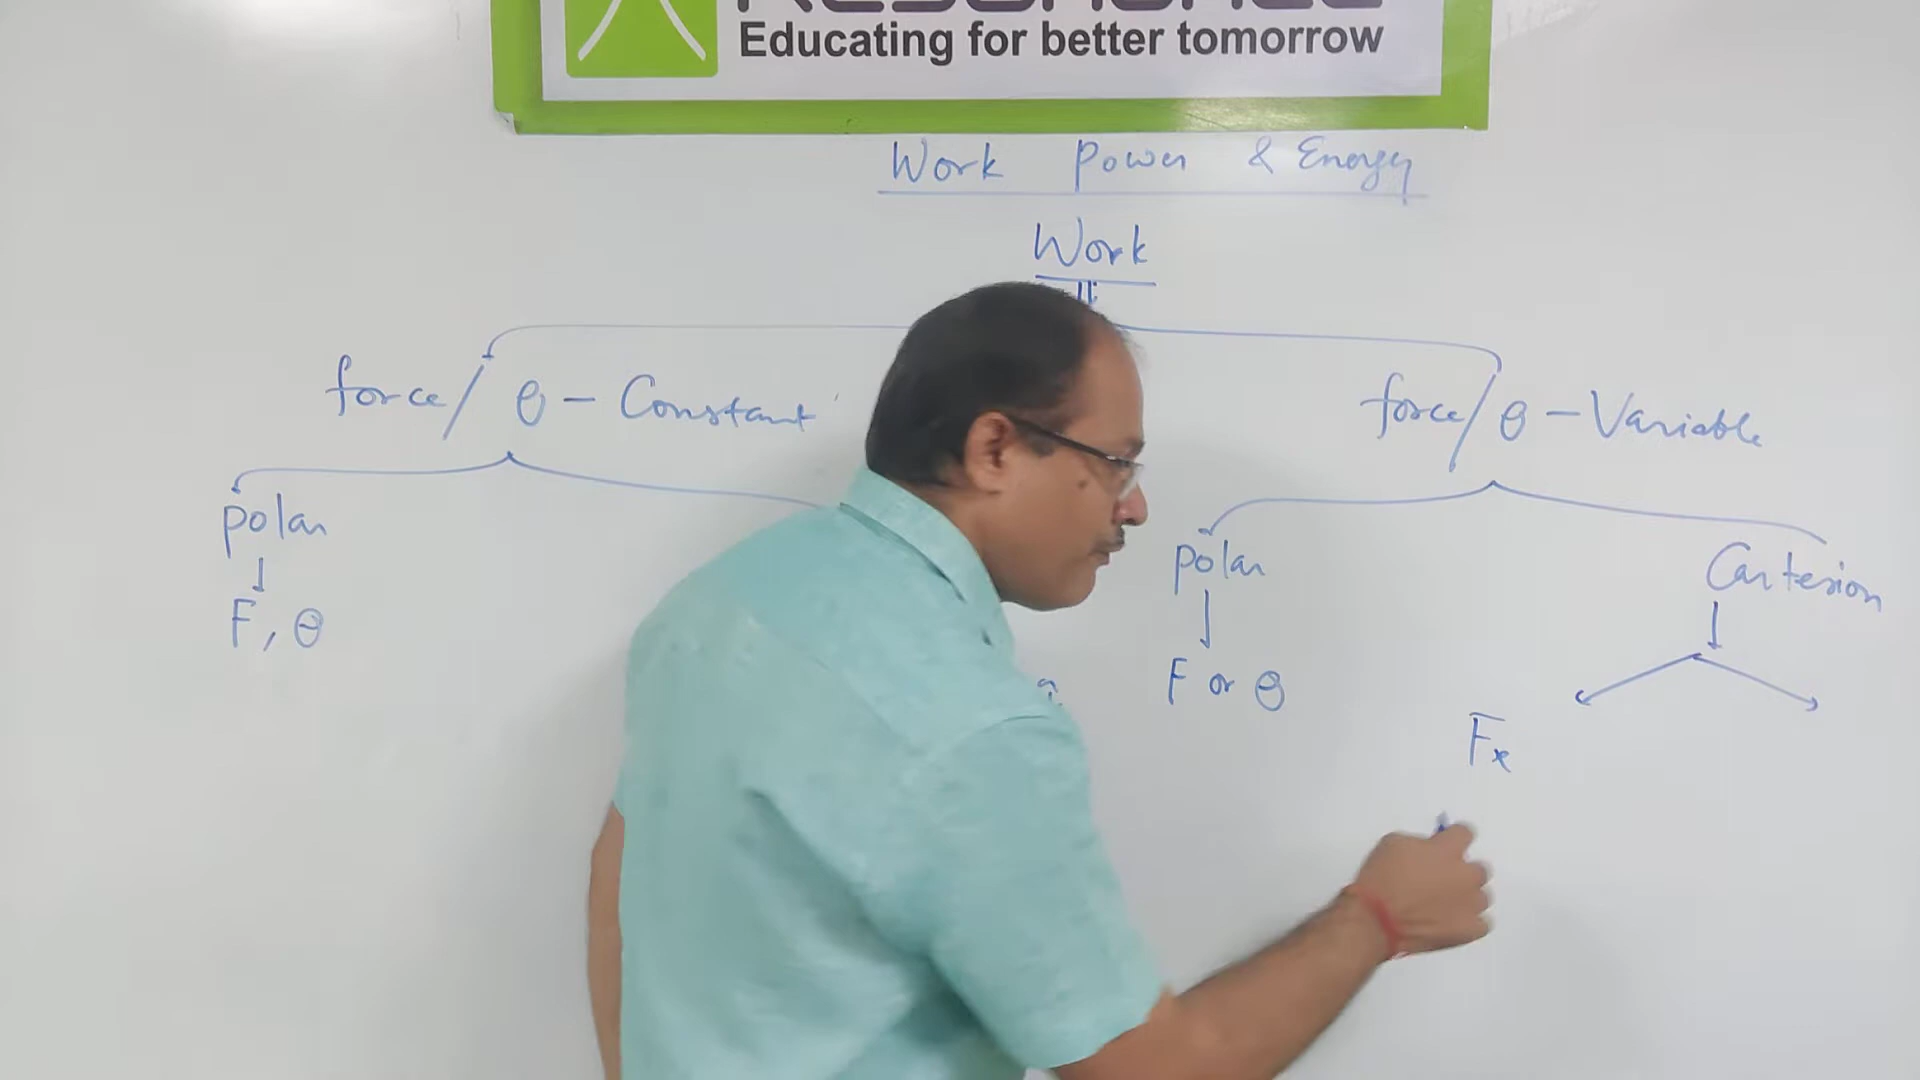 Educating for better tomorrow
Work Power & Energy
Work
force/ θ - Constant
force/ θ - Variable
polar
polar
Cartesion
F, θ
F or θ
Fx